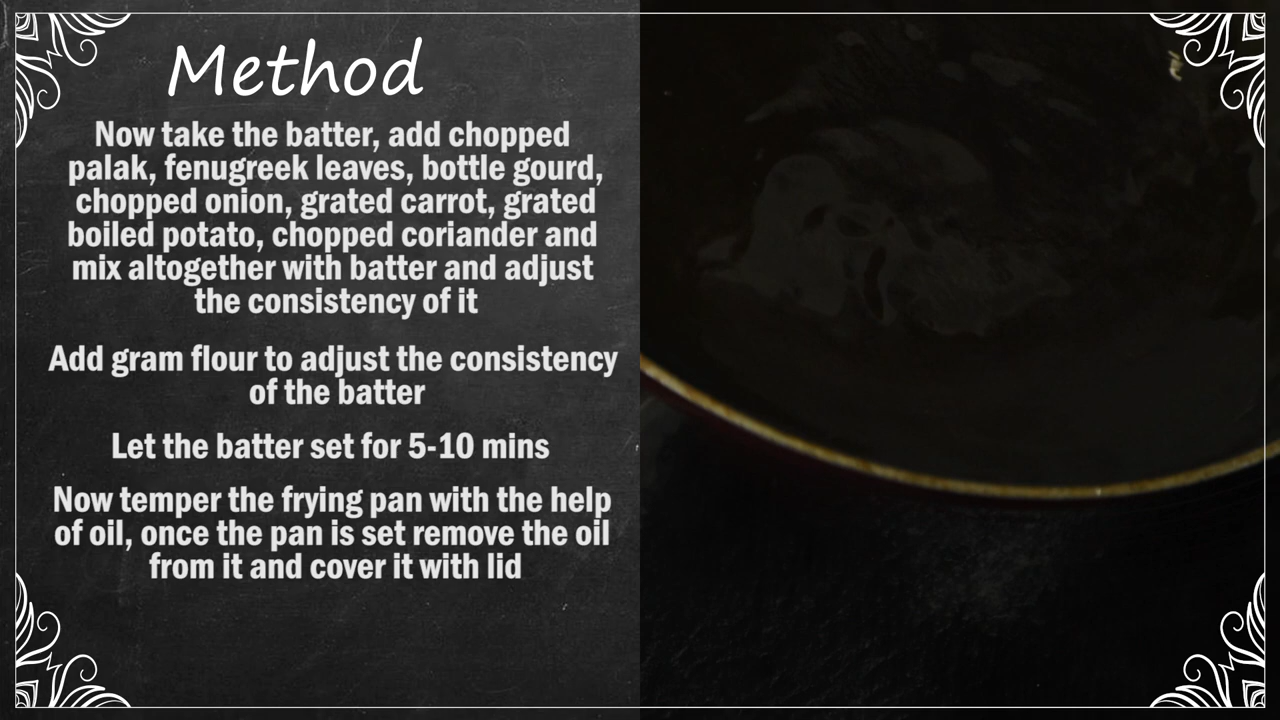 Method
Now take the batter, add chopped
palak, fenugreek leaves, bottle gourd,
chopped onion, grated carrot, grated
boiled potato, chopped coriander and
mix altogether with batter and adjust
the consistency of it
Add gram flour to adjust the consistency
of the batter
Let the batter set for 5-10 mins
Now temper the frying pan with the help
of oil, once the pan is set remove the oil
from it and cover it with lid